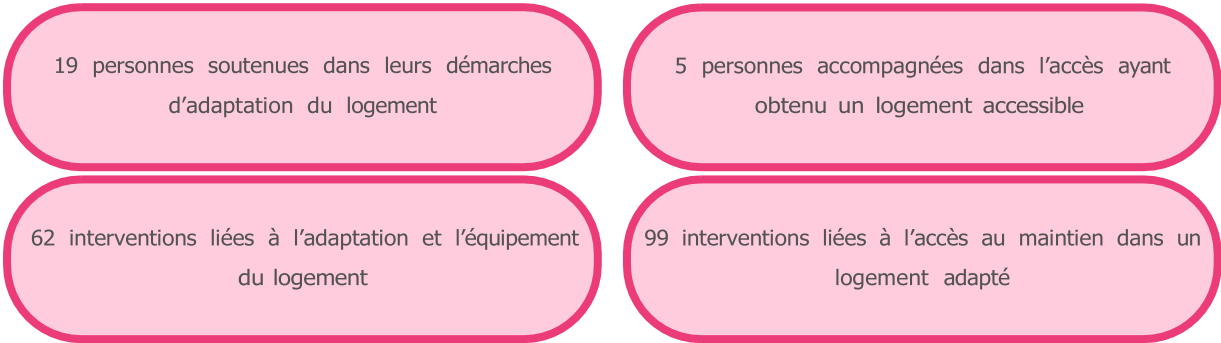 19 personnes soutenues dans leurs démarches
d’adaptation du logement
5 personnes accompagnées dans l’accès ayant
obtenu un logement accessible
62 interventions liées à l’adaptation et l’équipement
du logement
99 interventions liées à l’accès au maintien dans un
logement adapté